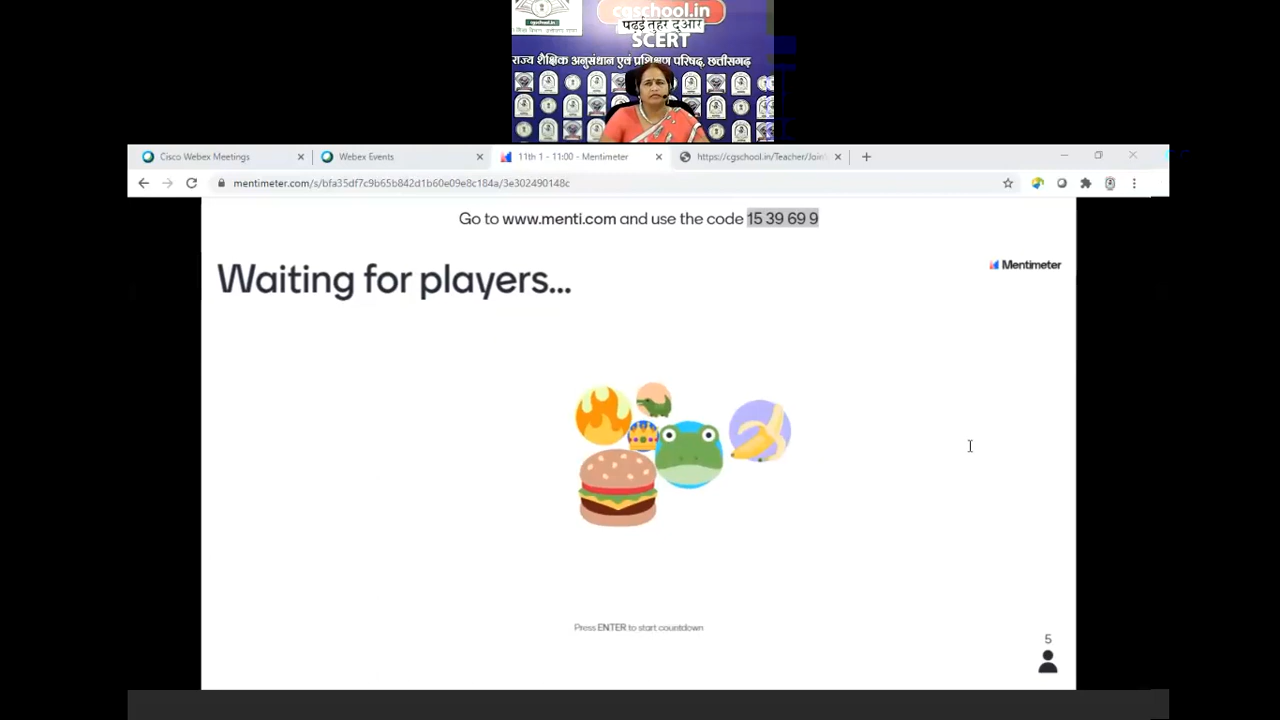 cgschool.in
पढ़ई तुंहर दुआर
SCERT
राज्य शैक्षिक अनुसंधान एवं प्रशिक्षण परिषद, छत्तीसगढ़
Cisco Webex Meetings
Webex Events
11th 1 - 11:00 - Mentimeter
https://cgschool.in/Teacher/Join
mentimeter.com/s/bfa35df7c9b65b842d1b60e09e8c184a/3e302490148c
Go to www.menti.com and use the code 15 39 69 9
Waiting for players...
Mentimeter
Press ENTER to start countdown
5